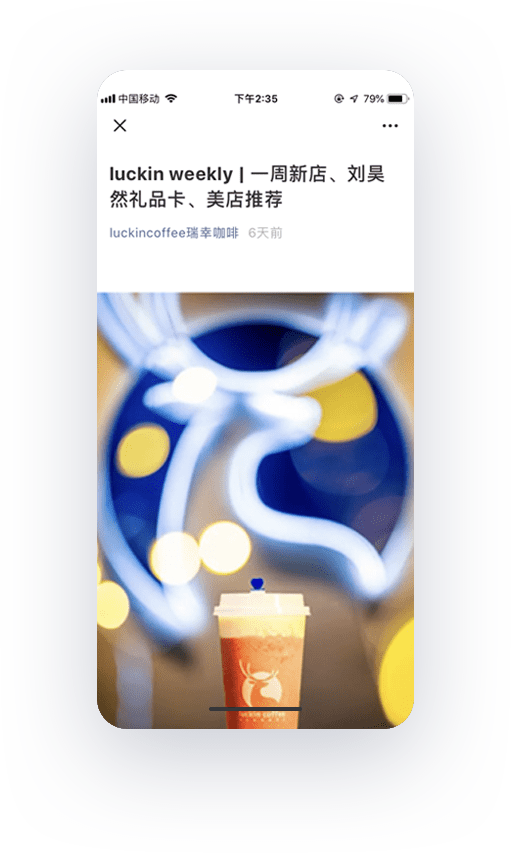 中国移动
下午2:35
79%
luckin weekly | 一周新店、刘昊
然礼品卡、美店推荐
luckincoffee瑞幸咖啡 6天前
luckin coffee